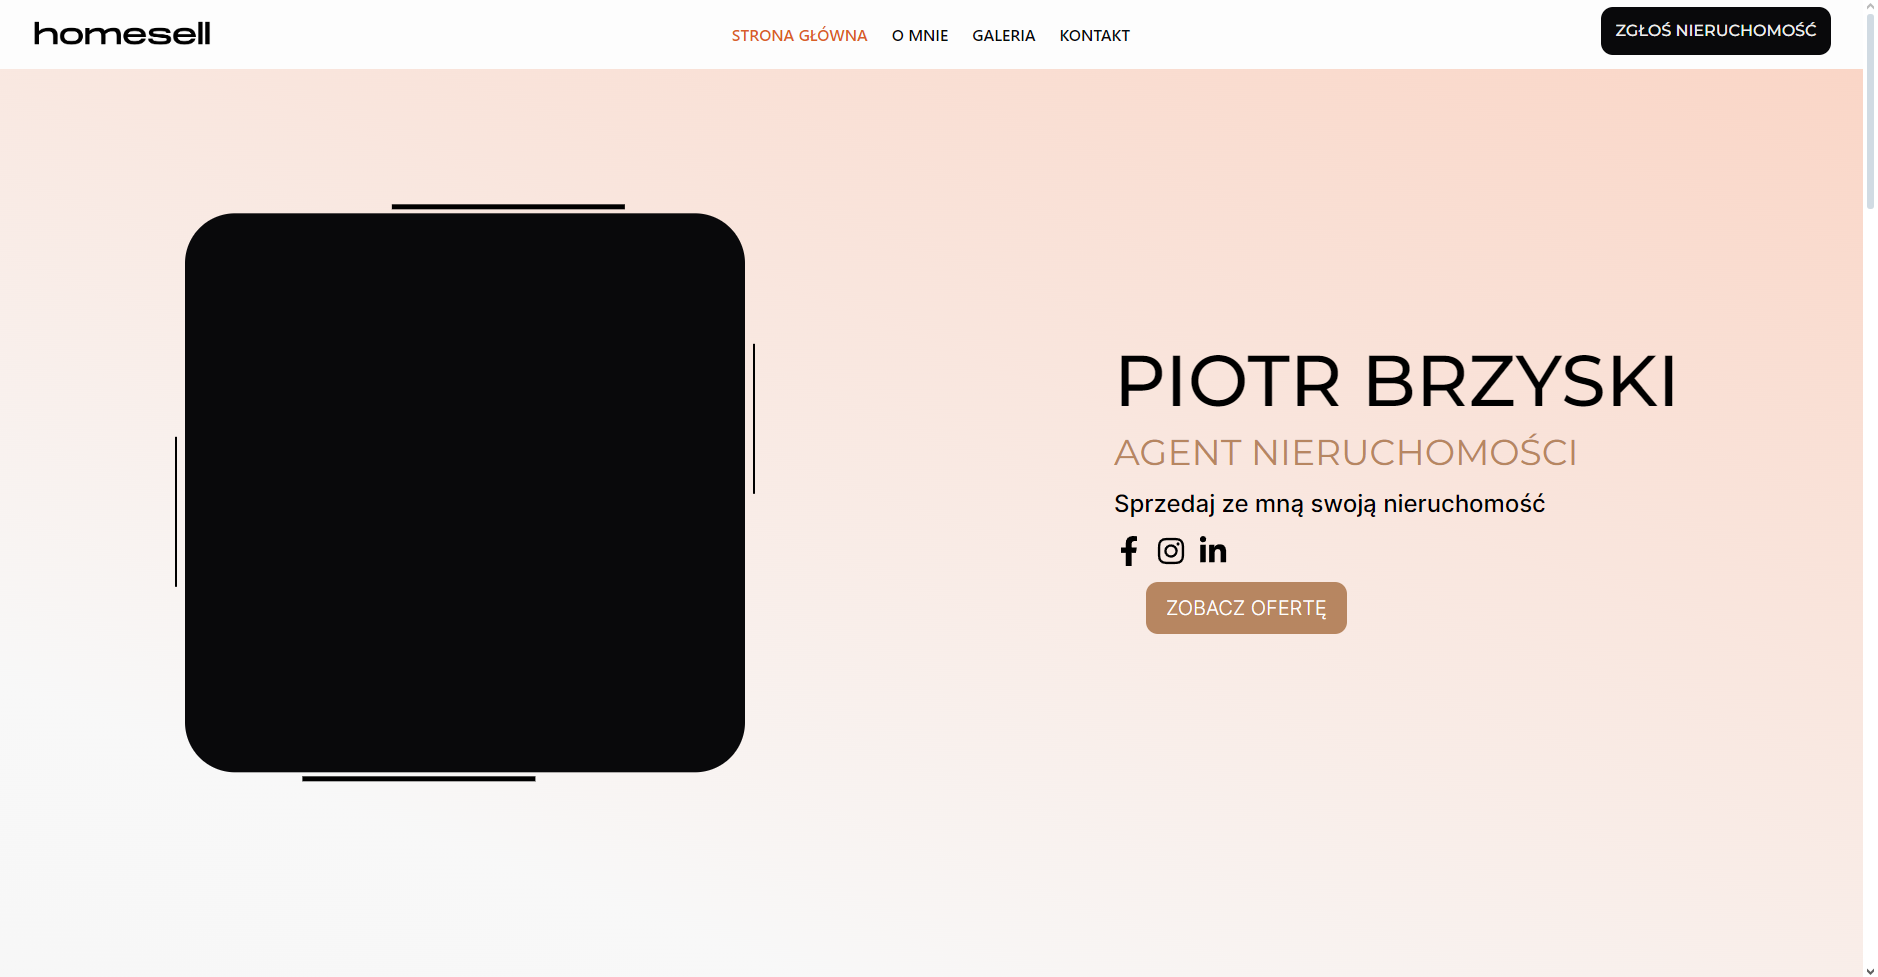 homesell
STRONA GŁÓWNA O MNIE GALERIA KONTAKT
ZGŁOŚ NIERUCHOMOŚĆ
PIOTR BRZYSKI
AGENT NIERUCHOMOŚCI
Sprzedaj ze mną swoją nieruchomość
ZOBACZ OFERTĘ